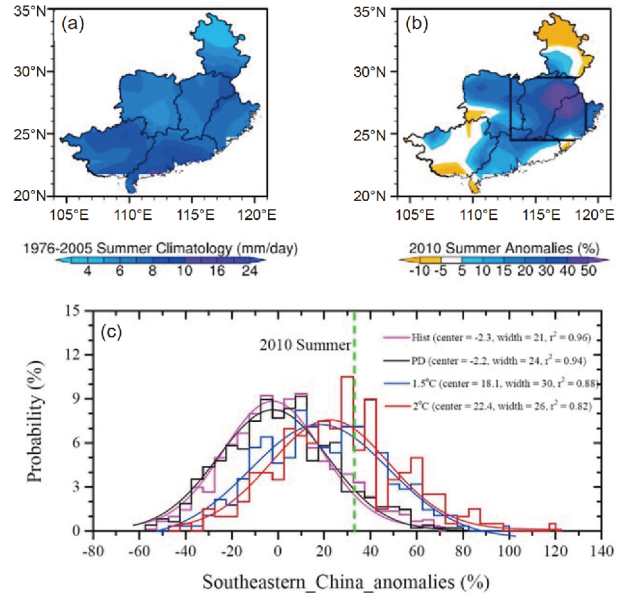 (a)
35°N
30°N
25°N
20°N
105°E 110°E 115°E 120°E
1976-2005 Summer Climatology (mm/day)
4 6 8 10 16 24
(b)
35°N
30°N
25°N
20°N
105°E 110°E 115°E 120°E
2010 Summer Anomalies (%)
-10 -5 5 10 20 30 40 50
(c)
2010 Summer
Hist (center = -2.3, width = 21, r² = 0.96)
PD (center = -2.2, width = 24, r² = 0.94)
1.5°C (center = 18.1, width = 30, r² = 0.88)
2°C (center = 22.4, width = 26, r² = 0.82)
Probability (%)
15
12
9
6
3
0
-80 -60 -40 -20 0 20 40 60 80 100 120 140
Southeastern_China_anomalies (%)